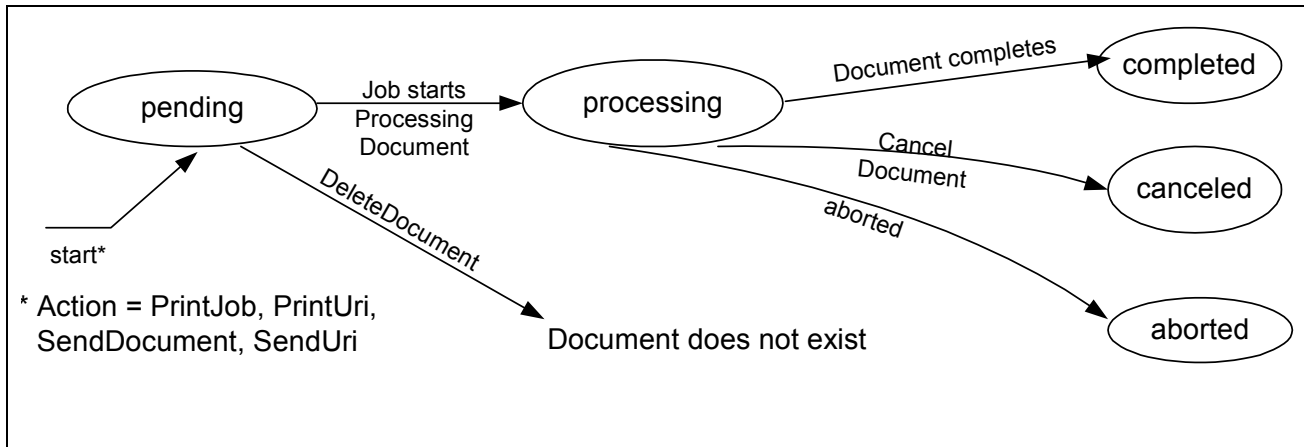 Document completes
completed
pending
Job starts
Processing
Document
processing
Cancel
Document
canceled
DeleteDocument
aborted
start*
* Action = PrintJob, PrintUri,
SendDocument, SendUri
Document does not exist
aborted